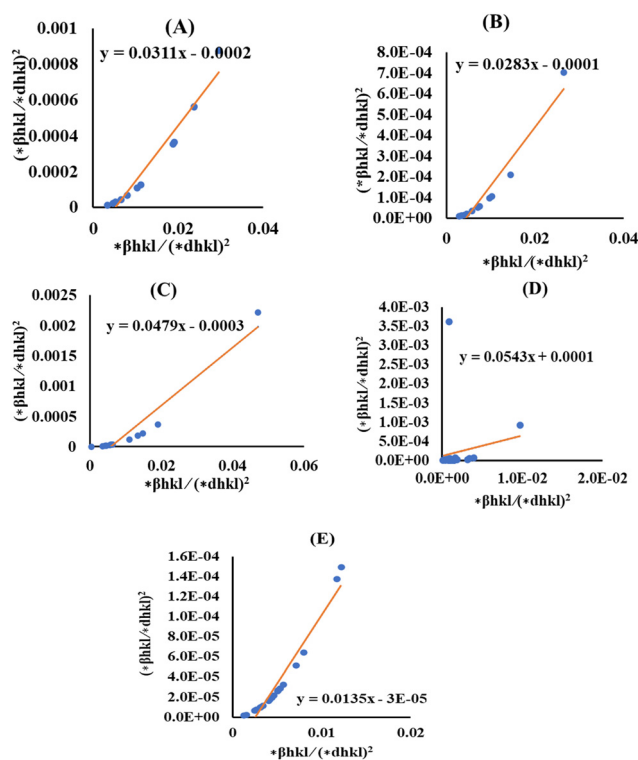 (A)
y = 0.0311x - 0.0002
(*βhkl/*dhkl)²
0.001
0.0008
0.0006
0.0004
0.0002
0
0 0.02 0.04
*βhkl/(*dhkl)²
(B)
y = 0.0283x - 0.0001
(*βhkl/*dhkl)²
8.0E-04
7.0E-04
6.0E-04
5.0E-04
4.0E-04
3.0E-04
2.0E-04
1.0E-04
0.0E+00
0 0.02 0.04
*βhkl/(*dhkl)²
(C)
y = 0.0479x - 0.0003
(*βhkl/*dhkl)²
0.0025
0.002
0.0015
0.001
0.0005
0
0 0.02 0.04 0.06
*βhkl/(*dhkl)²
(D)
y = 0.0543x + 0.0001
(*βhkl/*dhkl)²
4.0E-03
3.5E-03
3.0E-03
2.5E-03
2.0E-03
1.5E-03
1.0E-03
5.0E-04
0.0E+00
0.0E+00 1.0E-02 2.0E-02
*βhkl/(*dhkl)²
(E)
(*βhkl/*dhkl)²
1.6E-04
1.4E-04
1.2E-04
1.0E-04
8.0E-05
6.0E-05
4.0E-05
2.0E-05
0.0E+00
y = 0.0135x - 3E-05
0 0.01 0.02
*βhkl/(*dhkl)²